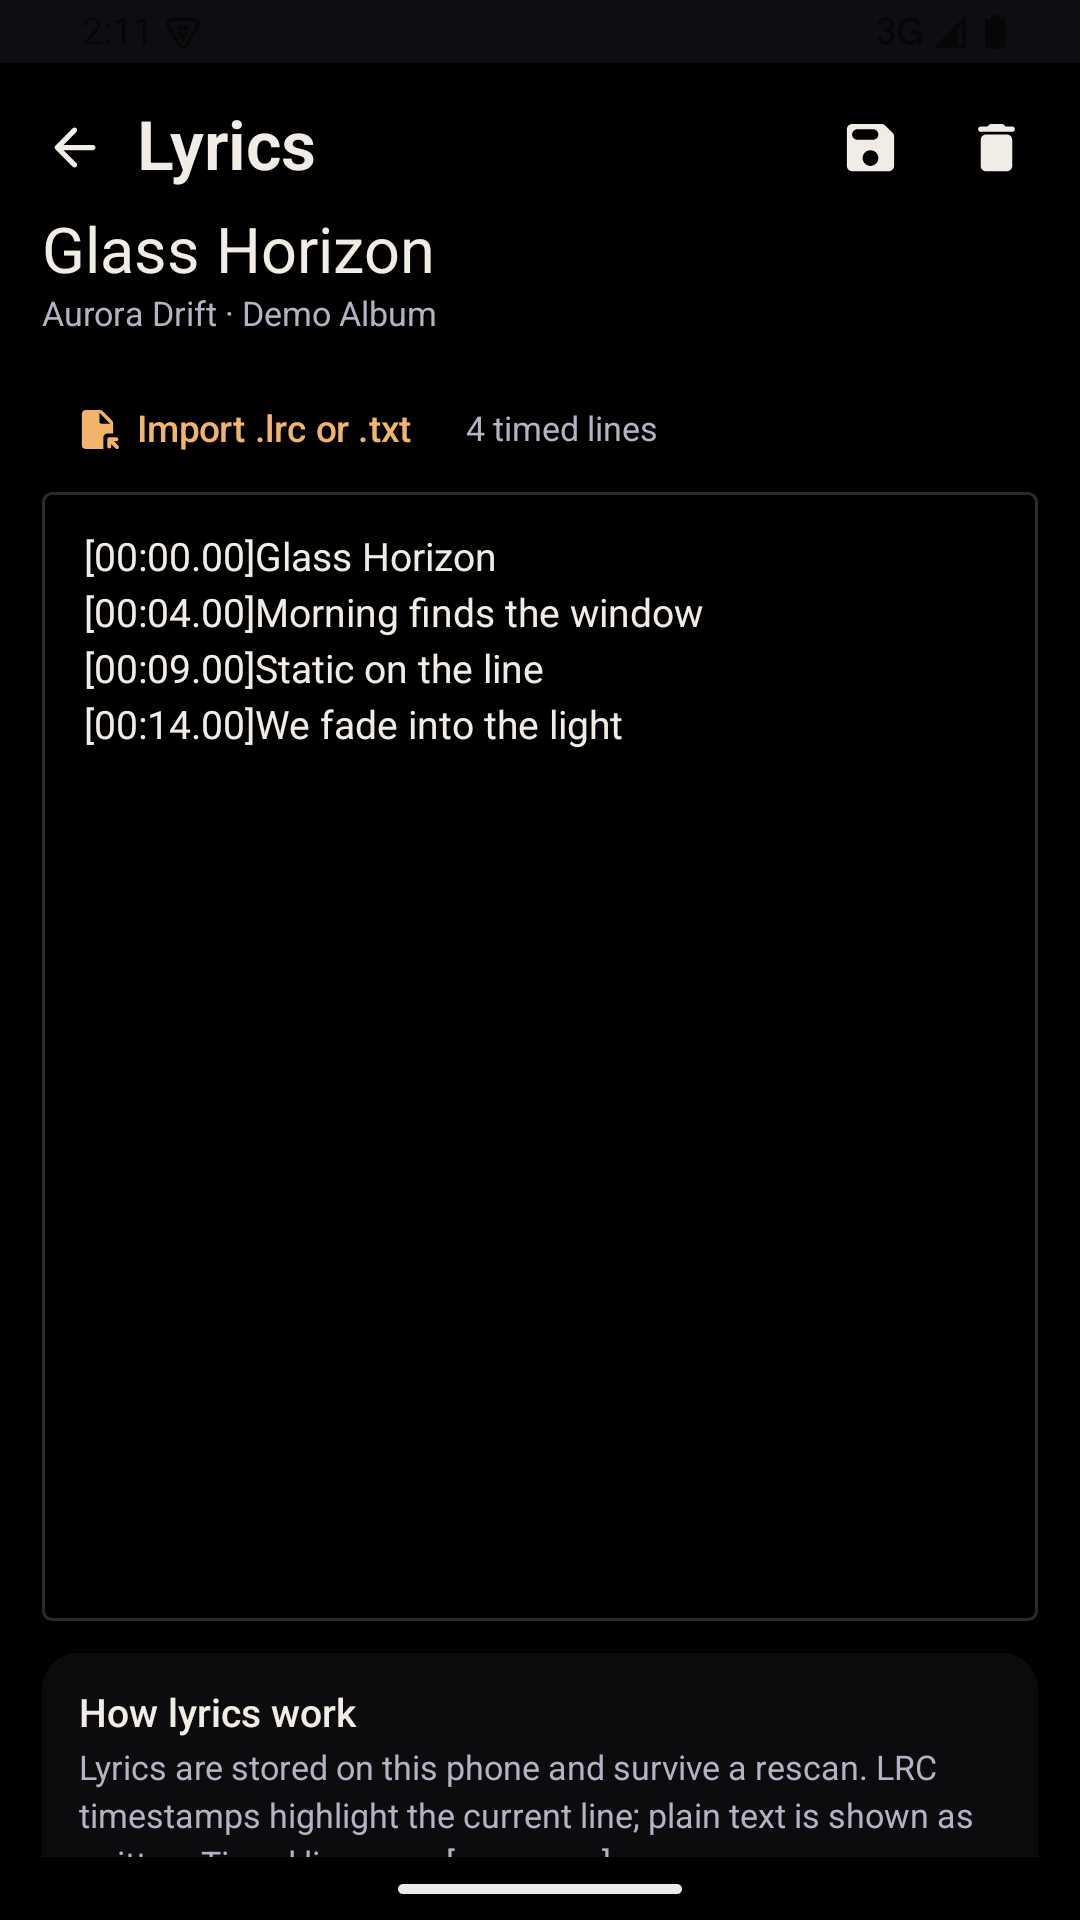 2:11
3G
Lyrics
Glass Horizon
Aurora Drift · Demo Album
Import .lrc or .txt
4 timed lines
[00:00.00]Glass Horizon
[00:04.00]Morning finds the window
[00:09.00]Static on the line
[00:14.00]We fade into the light
How lyrics work
Lyrics are stored on this phone and survive a rescan. LRC
timestamps highlight the current line; plain text is shown as